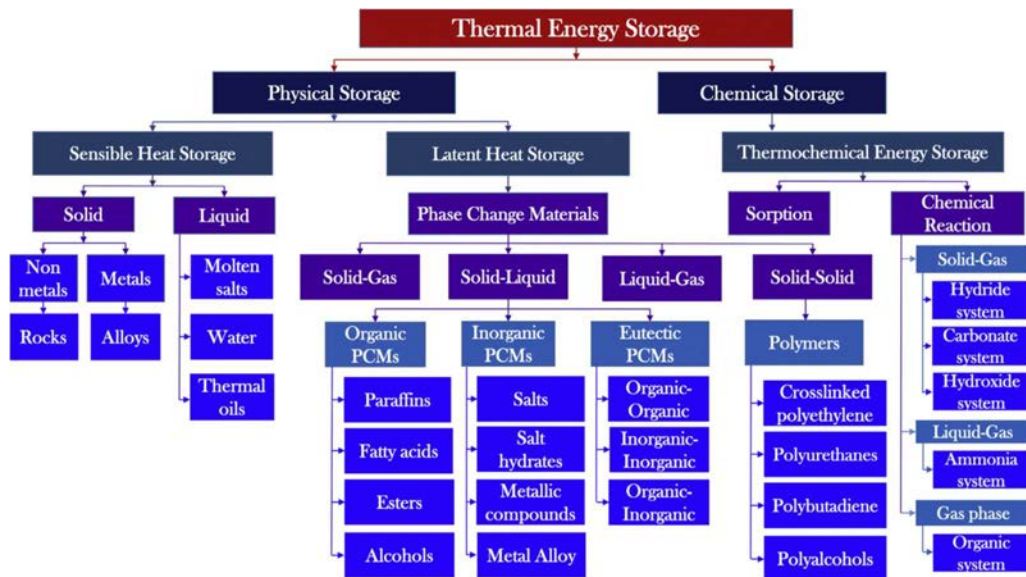 Thermal Energy Storage
Physical Storage
Chemical Storage
Sensible Heat Storage
Latent Heat Storage
Thermochemical Energy Storage
Solid
Liquid
Phase Change Materials
Sorption
Chemical
Reaction
Non
metals
Metals
Molten
salts
Solid-Gas
Solid-Liquid
Liquid-Gas
Solid-Solid
Solid-Gas
Rocks
Alloys
Water
Thermal
oils
Organic
PCMs
Inorganic
PCMs
Eutectic PCMs
Polymers
Hydride
system
Carbonate
system
Hydroxide
system
Paraffins
Fatty acids
Esters
Alcohols
Salts
Salt
hydrates
Metallic
compounds
Metal Alloy
Organic-
Organic
Inorganic-
Inorganic
Organic-
Inorganic
Crosslinked
polyethylene
Polyurethanes
Polybutadiene
Polyalcohols
Liquid-Gas
Ammonia
system
Gas phase
Organic
system